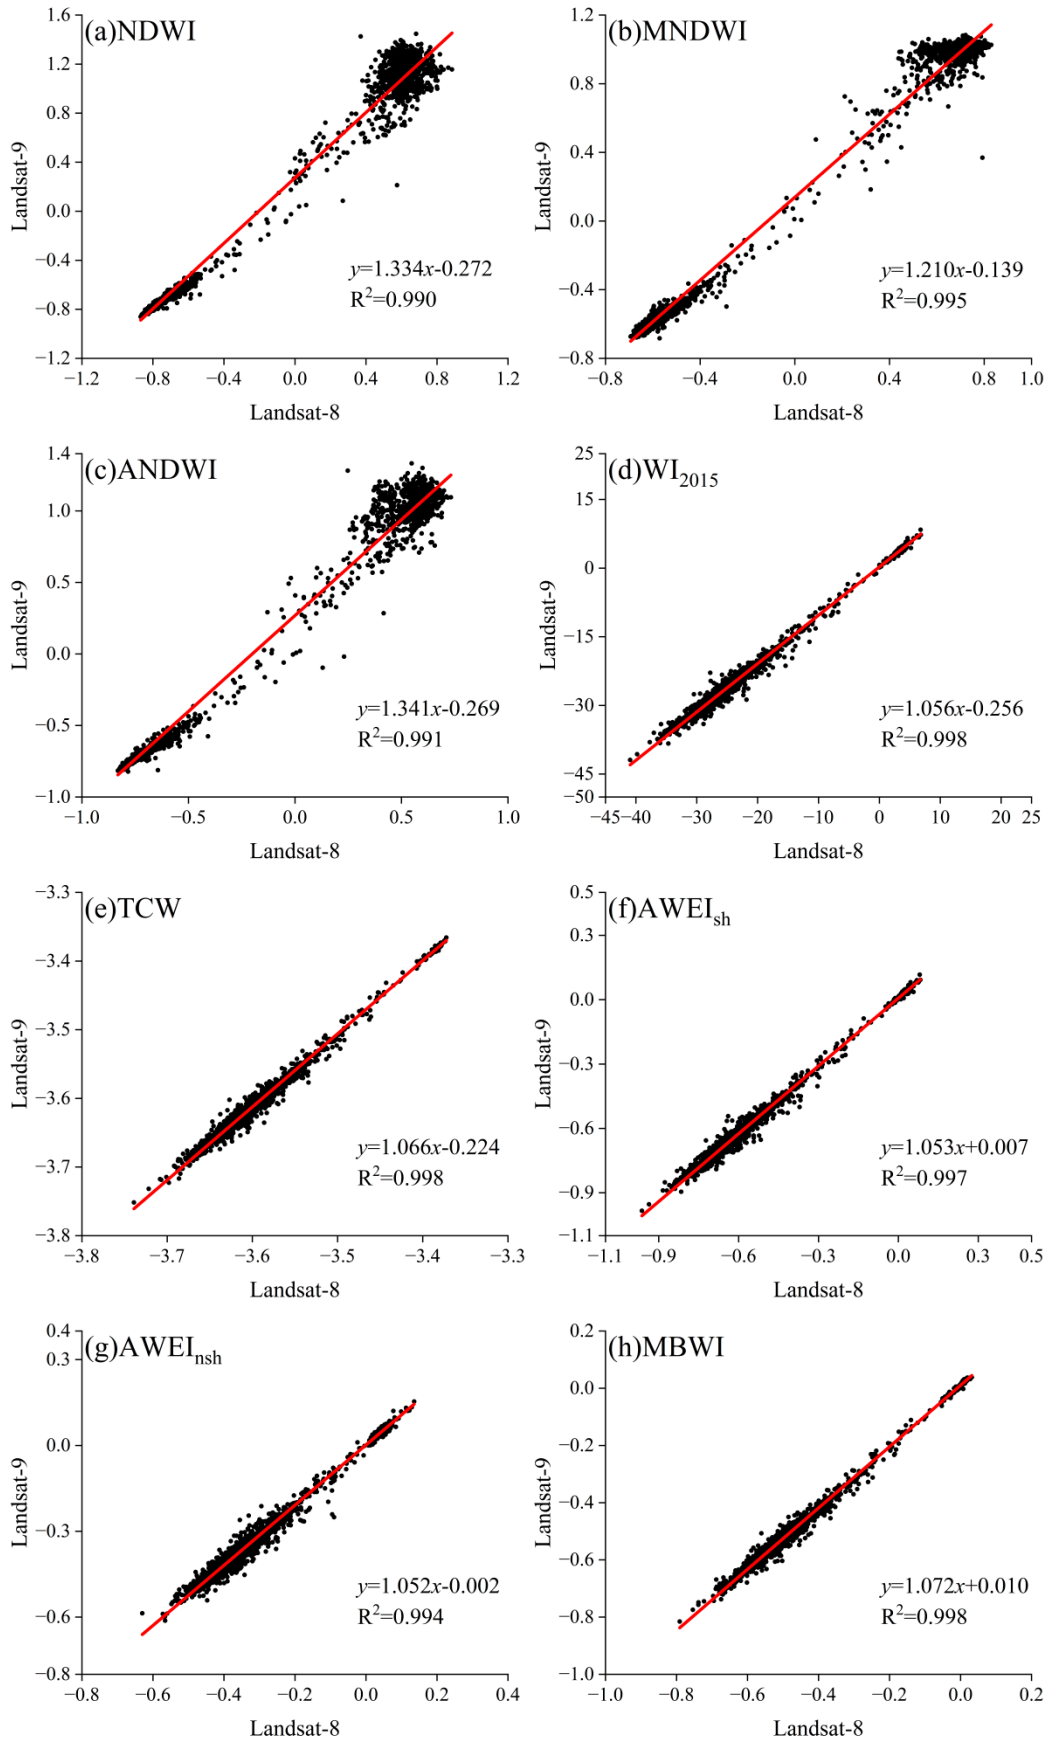 (a)NDWI
1.6
1.2
0.8
0.4
0.0
−0.4
−0.8
−1.2
Landsat-9
y=1.334x-0.272
R²=0.990
−1.2 −0.8 −0.4 0.0 0.4 0.8 1.2
Landsat-8
(b)MNDWI
1.2
0.8
0.4
0.0
−0.4
−0.8
Landsat-9
y=1.210x-0.139
R²=0.995
−0.8 −0.4 0.0 0.4 0.8 1.0
Landsat-8
(c)ANDWI
1.4
1.0
0.5
0.0
−0.5
−1.0
Landsat-9
y=1.341x-0.269
R²=0.991
−1.0 −0.5 0.0 0.5 1.0
Landsat-8
(d)WI₂₀₁₅
25
15
0
−15
−30
−45
−50
Landsat-9
y=1.056x-0.256
R²=0.998
−45 −40 −30 −20 −10 0 10 20 25
Landsat-8
(e)TCW
−3.3
−3.4
−3.5
−3.6
−3.7
−3.8
Landsat-9
y=1.066x-0.224
R²=0.998
−3.8 −3.7 −3.6 −3.5 −3.4 −3.3
Landsat-8
(f)AWEIsh
0.5
0.3
0.0
−0.3
−0.6
−0.9
−1.1
Landsat-9
y=1.053x+0.007
R²=0.997
−1.1 −0.9 −0.6 −0.3 0.0 0.3 0.5
Landsat-8
(g)AWEInsh
0.4
0.3
0.0
−0.3
−0.6
−0.8
Landsat-9
y=1.052x-0.002
R²=0.994
−0.8 −0.6 −0.4 −0.2 0.0 0.2 0.4
Landsat-8
(h)MBWI
0.2
0.0
−0.2
−0.4
−0.6
−0.8
−1.0
Landsat-9
y=1.072x+0.010
R²=0.998
−1.0 −0.8 −0.6 −0.4 −0.2 0.0 0.2
Landsat-8